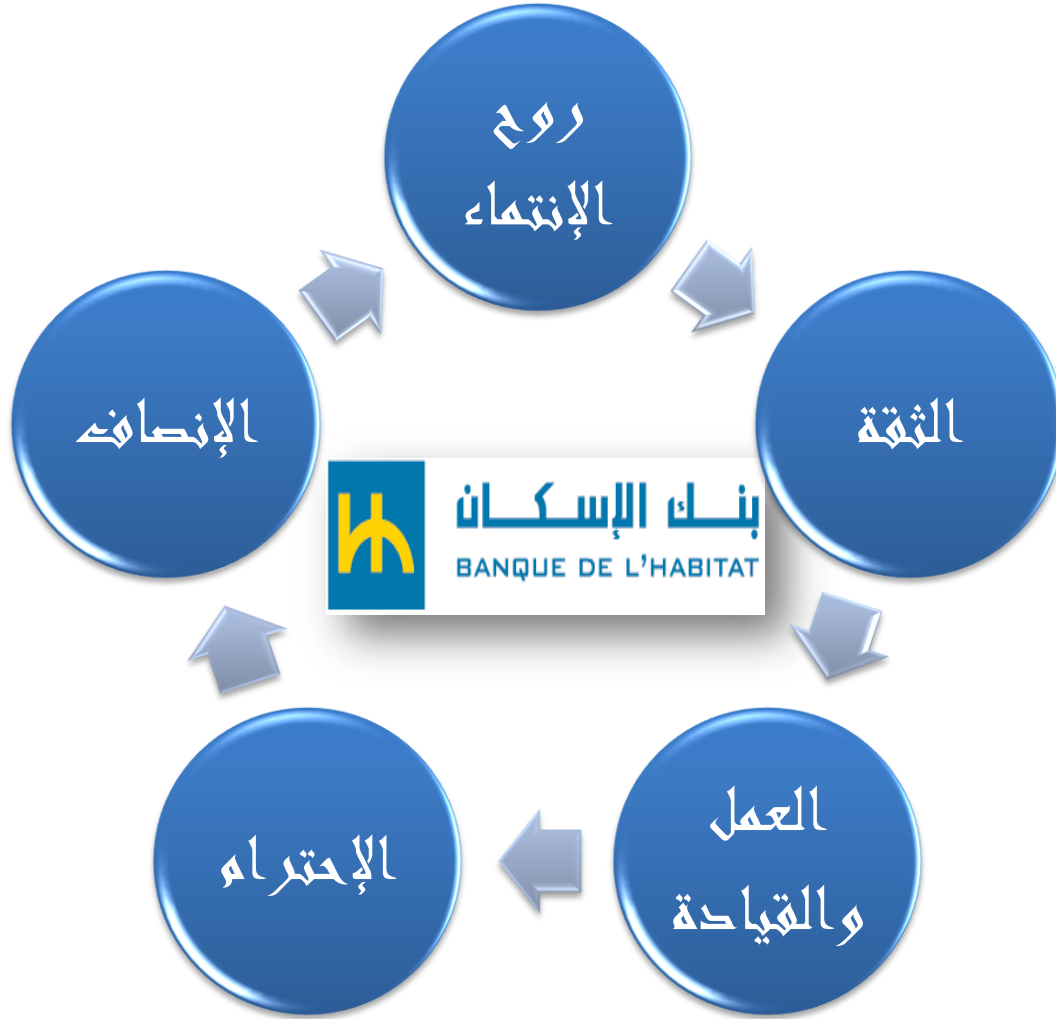 روح
الإنتماء
الثقة
العمل
والقيادة
الإحترام
الإنصاف
بنك الإسكان
BANQUE DE L'HABITAT